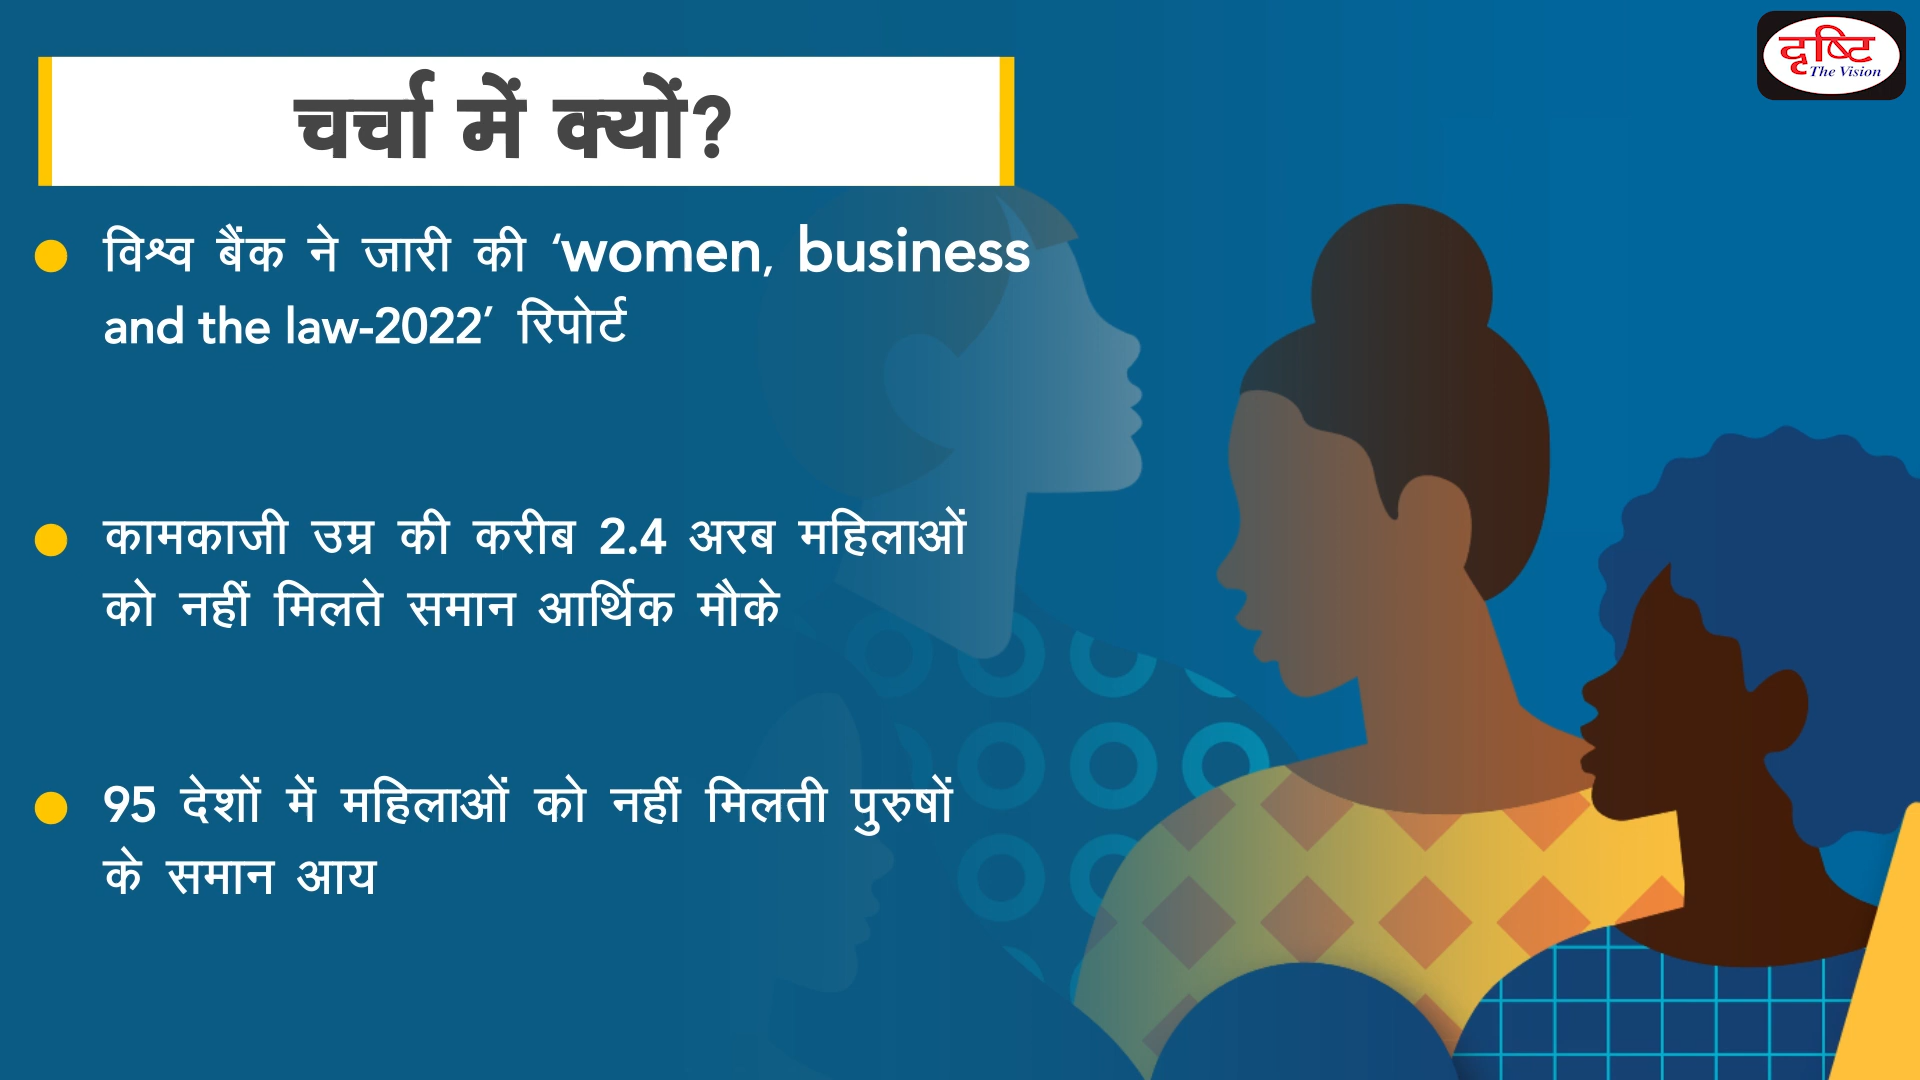 दृष्टि
The Vision
चर्चा में क्यों?
विश्व बैंक ने जारी की ‘women, business
and the law-2022’ रिपोर्ट
कामकाजी उम्र की करीब 2.4 अरब महिलाओं
को नहीं मिलते समान आर्थिक मौके
95 देशों में महिलाओं को नहीं मिलती पुरुषों
के समान आय